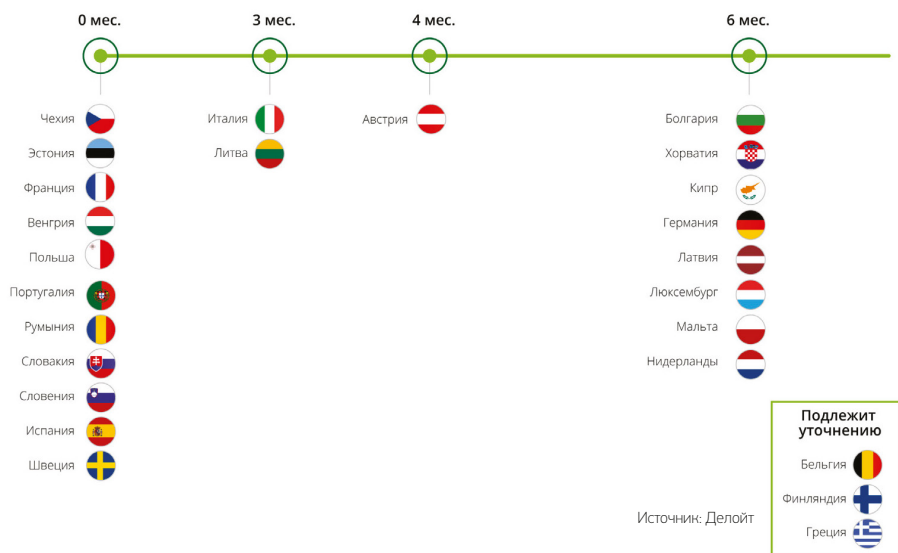 0 мес.
3 мес.
4 мес.
6 мес.
Чехия
Эстония
Франция
Венгрия
Польша
Португалия
Румыния
Словакия
Словения
Испания
Швеция
Италия
Литва
Австрия
Болгария
Хорватия
Кипр
Германия
Латвия
Люксембург
Мальта
Нидерланды
Подлежит
уточнению
Бельгия
Финляндия
Греция
Источник: Делойт